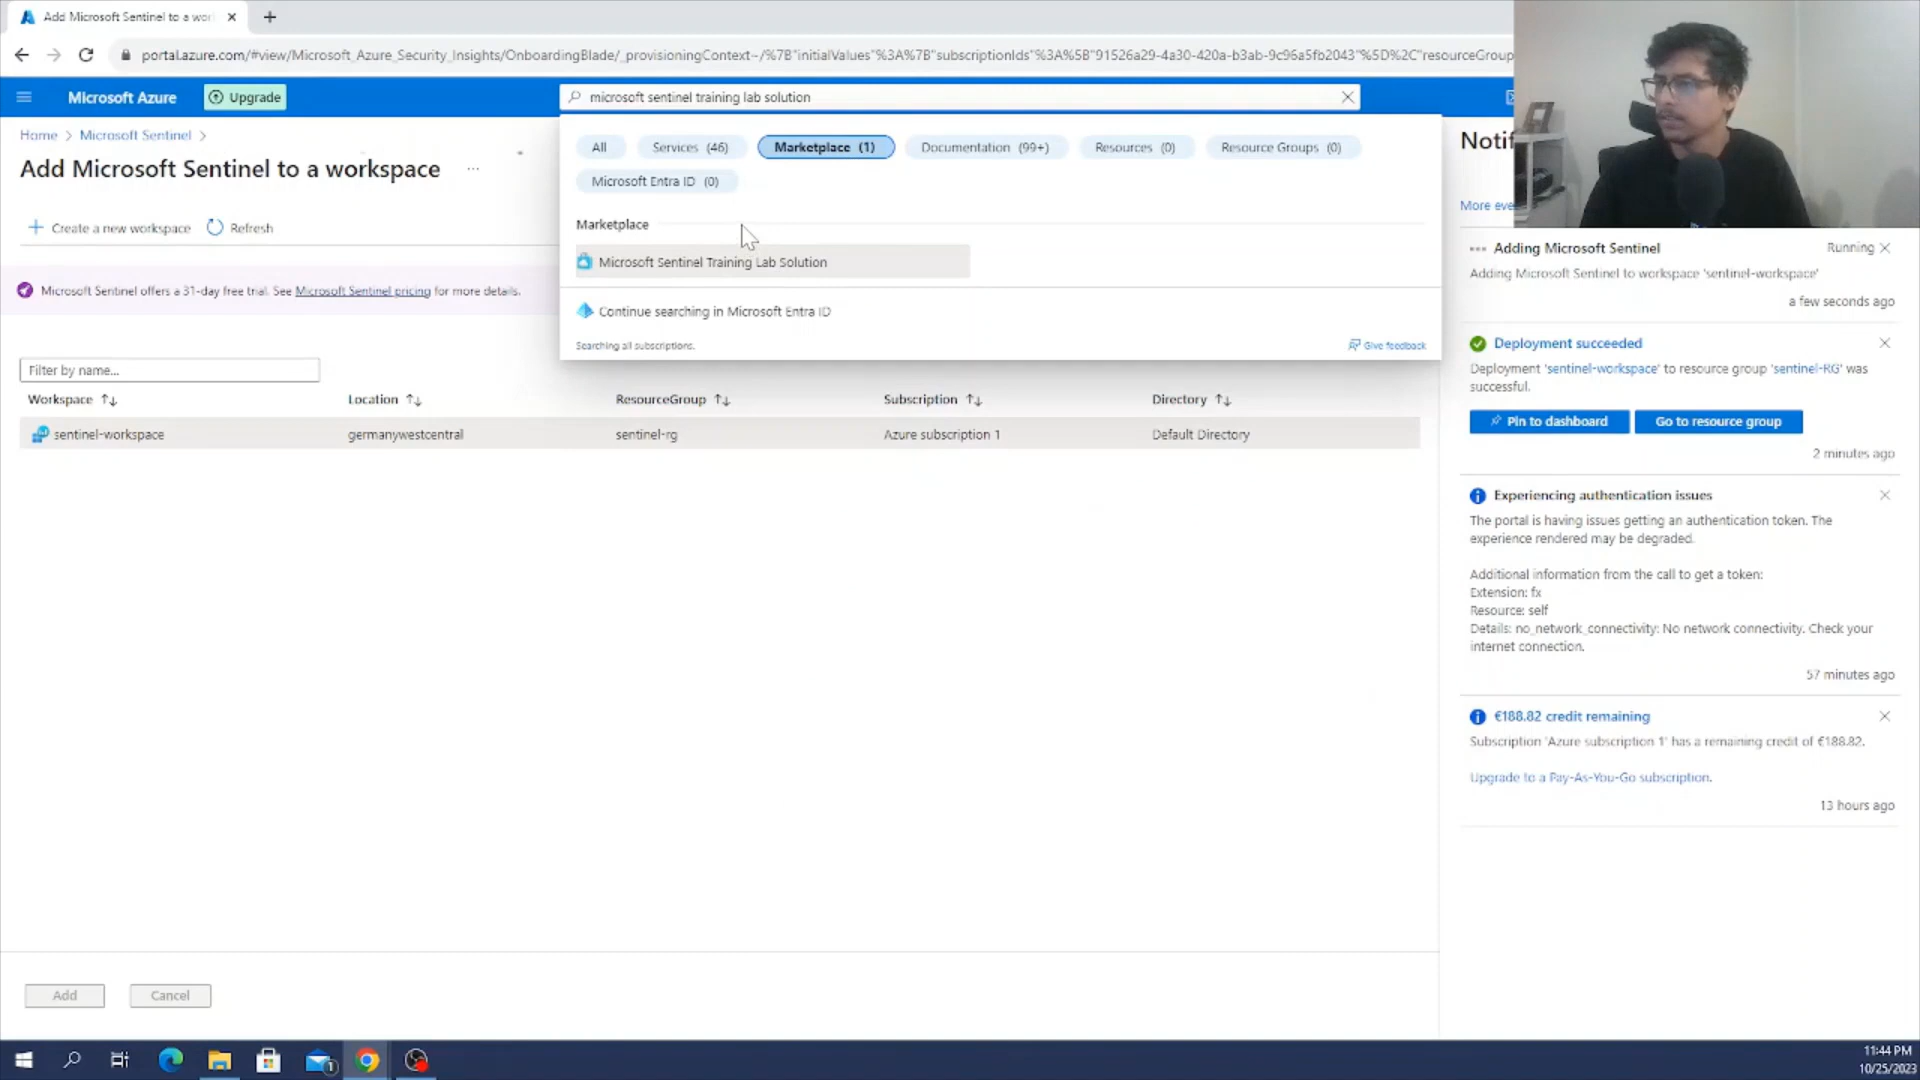 Add Microsoft Sentinel to a wor
portal.azure.com/#view/Microsoft_Azure_Security_Insights/OnboardingBlade/_provisioningContext~/%7B"initialValues"%3A%7B"subscriptionIds"%3A%5B"91526a29-4a30-420a-b3ab-9c96a5fb2043"%5D%2C"resourceGroup
Microsoft Azure
Upgrade
microsoft sentinel training lab solution
Home > Microsoft Sentinel >
Add Microsoft Sentinel to a workspace ...
Create a new workspace
Refresh
Microsoft Sentinel offers a 31-day free trial. See Microsoft Sentinel pricing for more details.
All
Services (46)
Marketplace (1)
Documentation (99+)
Resources (0)
Resource Groups (0)
Microsoft Entra ID (0)
Marketplace
Microsoft Sentinel Training Lab Solution
Continue searching in Microsoft Entra ID
Searching all subscriptions.
Give feedback
Filter by name...
Workspace
Location
ResourceGroup
Subscription
Directory
sentinel-workspace
germanywestcentral
sentinel-rg
Azure subscription 1
Default Directory
Add
Cancel
Notif
More eve
Adding Microsoft Sentinel
Running
Adding Microsoft Sentinel to workspace 'sentinel-workspace'
a few seconds ago
Deployment succeeded
Deployment 'sentinel-workspace' to resource group 'sentinel-RG' was
successful.
Pin to dashboard
Go to resource group
2 minutes ago
Experiencing authentication issues
The portal is having issues getting an authentication token. The
experience rendered may be degraded.
Additional information from the call to get a token:
Extension: fx
Resource: self
Details: no_network_connectivity: No network connectivity. Check your
internet connection.
57 minutes ago
€188.82 credit remaining
Subscription 'Azure subscription 1' has a remaining credit of €188.82.
Upgrade to a Pay-As-You-Go subscription.
13 hours ago
1
11:44 PM
10/25/2023